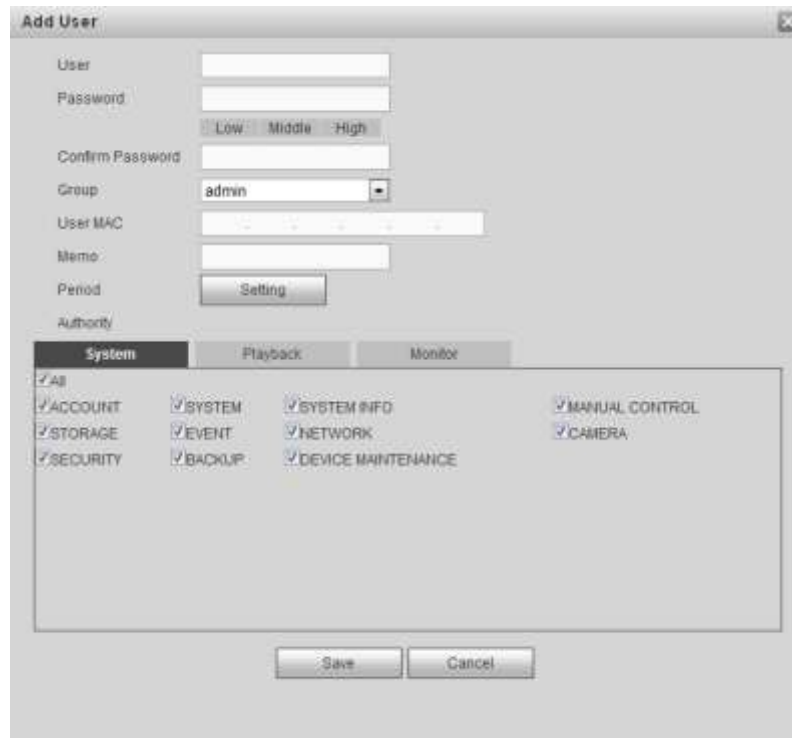 Add User
User
Password
Low Middle High
Confirm Password
Group admin
User MAC
Memo
Period Setting
Authority
System Playback Monitor
All
ACCOUNT SYSTEM SYSTEM INFO MANUAL CONTROL
STORAGE EVENT NETWORK CAMERA
SECURITY BACKUP DEVICE MAINTENANCE
Save Cancel